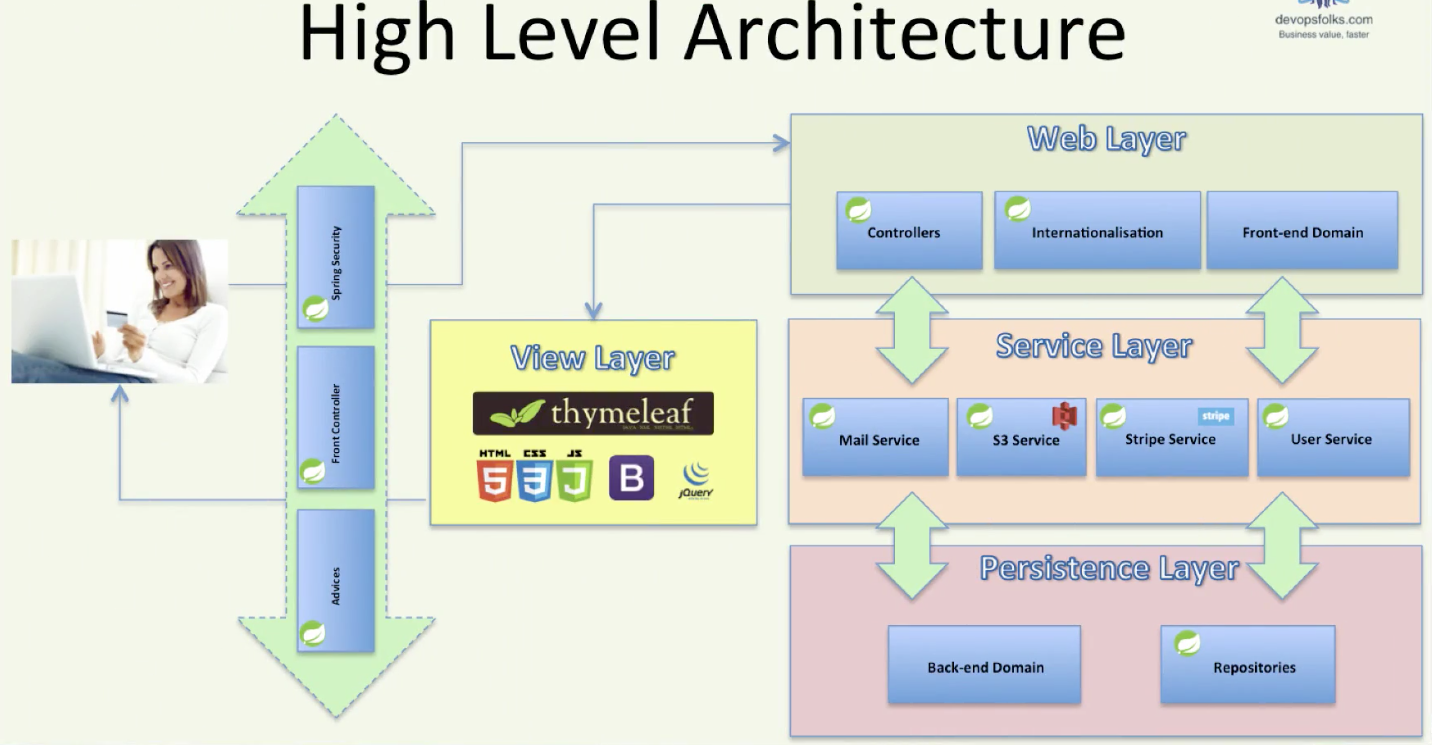 High Level Architecture
devopsfolks.com
Business value, faster
Spring Security
Front Controller
Advices
View Layer
thymeleaf
HTML CSS JS
5 3 J B jQuery
Web Layer
Controllers
Internationalisation
Front-end Domain
Service Layer
Mail Service
S3 Service
stripe
Stripe Service
User Service
Persistence Layer
Back-end Domain
Repositories